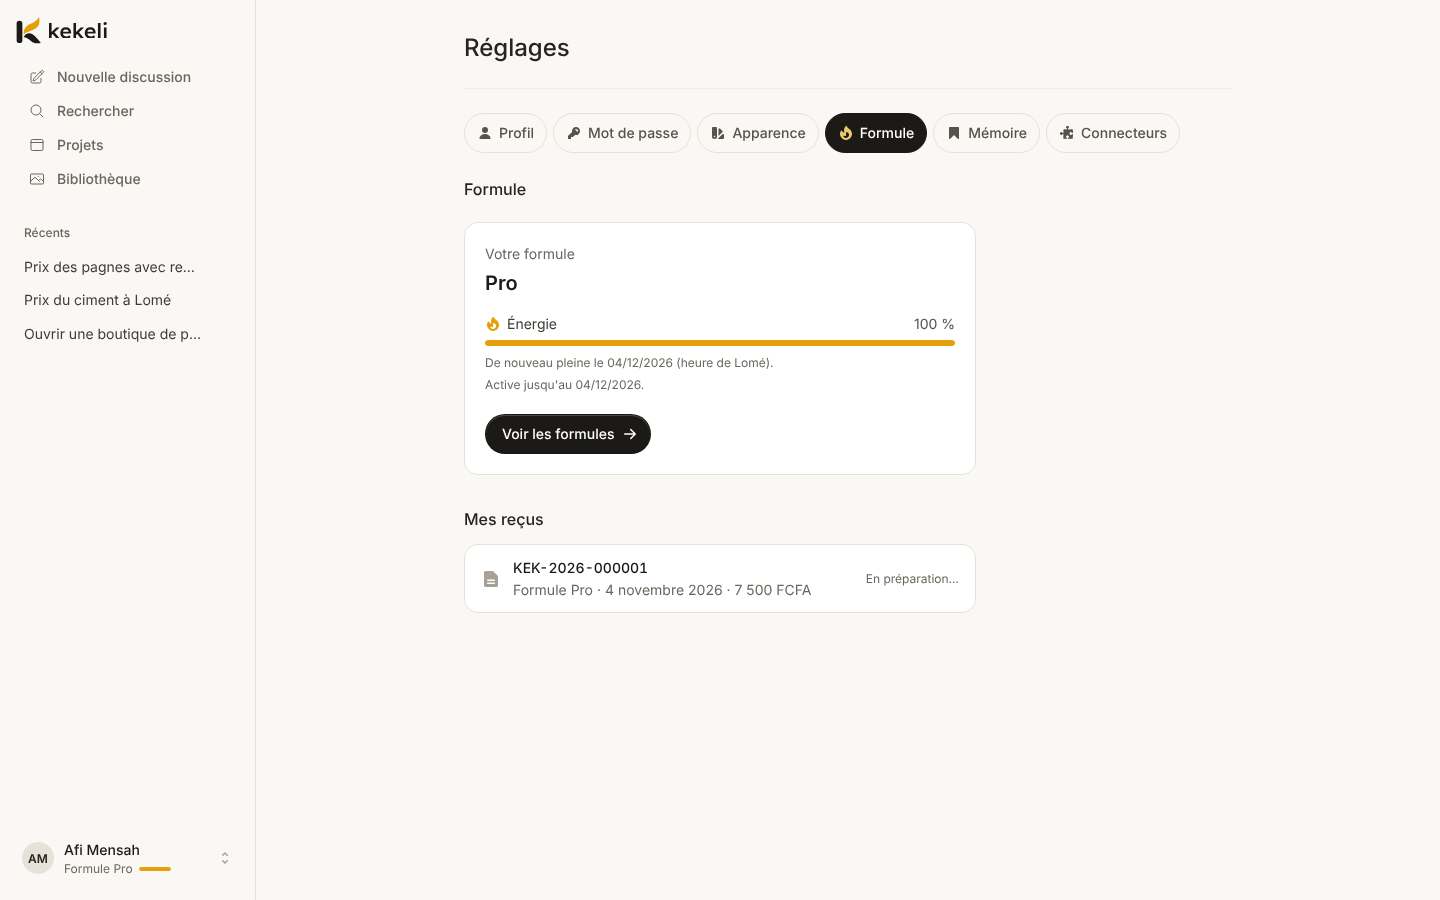 kekeli
Nouvelle discussion
Rechercher
Projets
Bibliothèque
Récents
Prix des pagnes avec re...
Prix du ciment à Lomé
Ouvrir une boutique de p...
AM
Afi Mensah
Formule Pro
Réglages
Profil
Mot de passe
Apparence
Formule
Mémoire
Connecteurs
Formule
Votre formule
Pro
Énergie
100 %
De nouveau pleine le 04/12/2026 (heure de Lomé).
Active jusqu'au 04/12/2026.
Voir les formules
Mes reçus
KEK-2026-000001
Formule Pro · 4 novembre 2026 · 7 500 FCFA
En préparation...